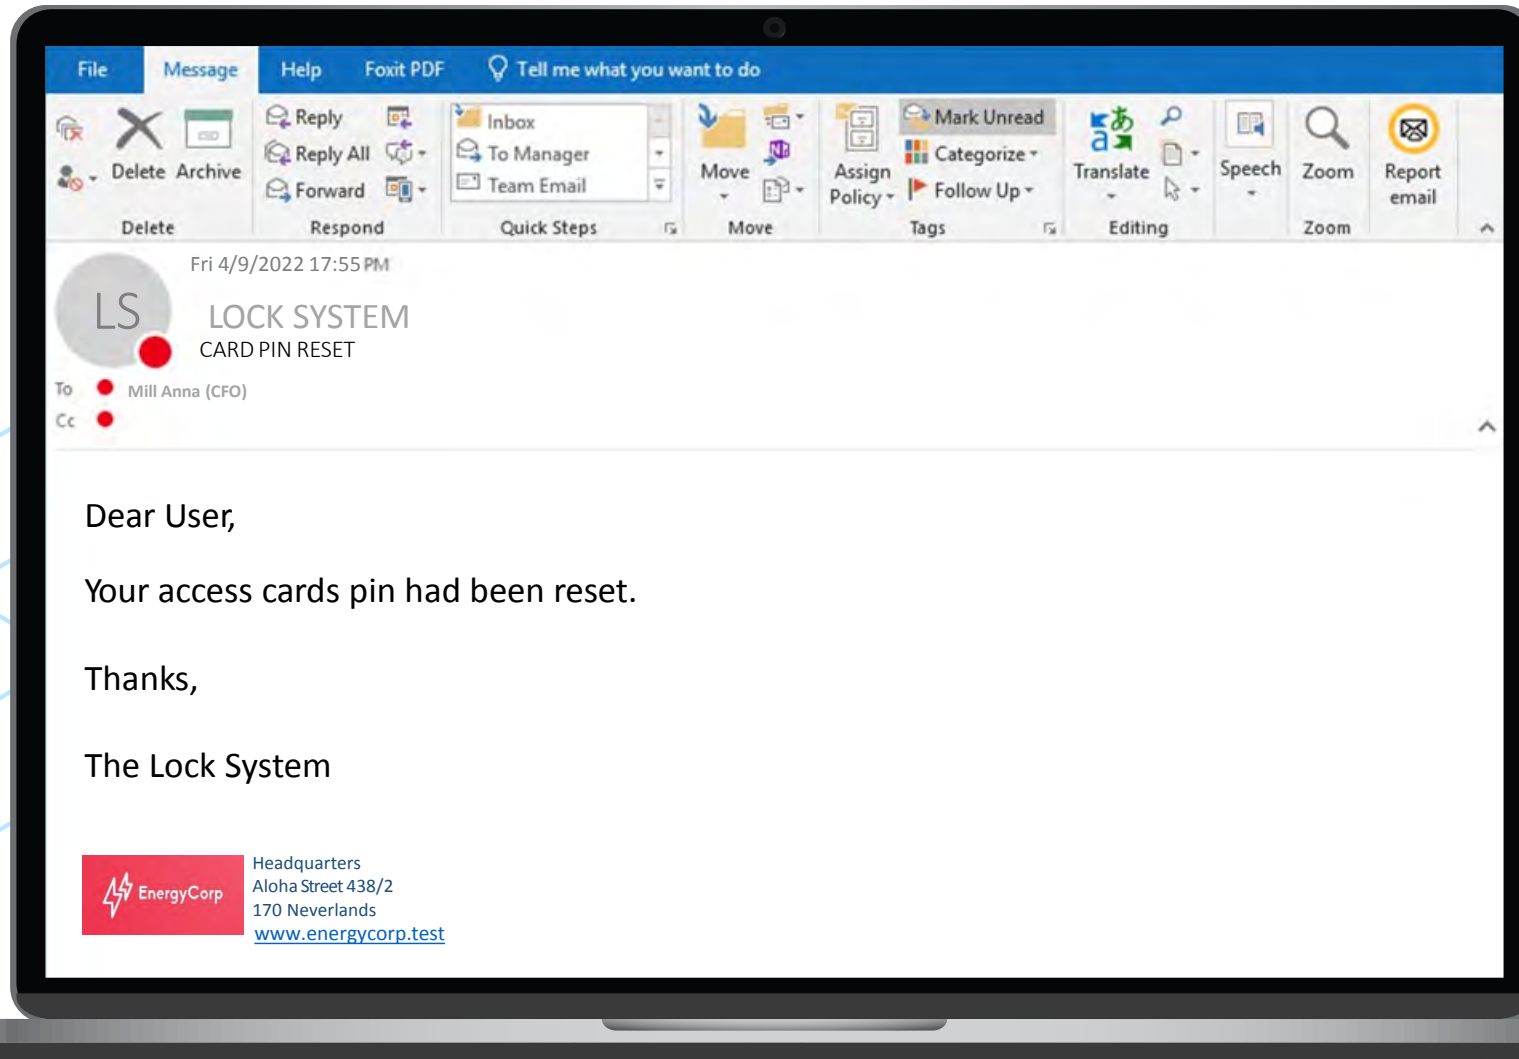 File Message Help Foxit PDF Tell me what you want to do
Reply Inbox Mark Unread
Reply All To Manager Categorize
Delete Archive Forward Team Email Move Assign Policy Follow Up Translate Speech Zoom Report email
Delete Respond Quick Steps Move Tags Editing Zoom
Fri 4/9/2022 17:55 PM
LS LOCK SYSTEM
CARD PIN RESET
To Mill Anna (CFO)
Cc
Dear User,
Your access cards pin had been reset.
Thanks,
The Lock System
EnergyCorp
Headquarters
Aloha Street 438/2
170 Neverlands
www.energycorp.test